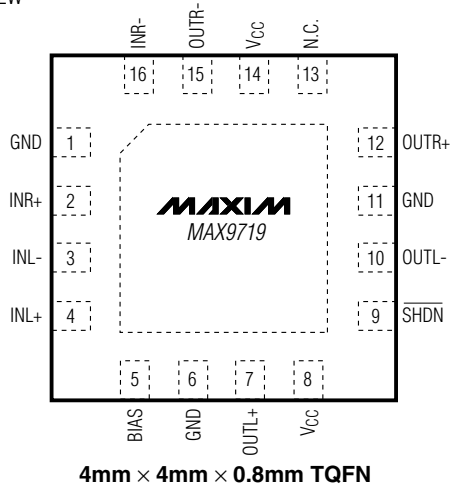 INR-
OUTR-
VCC
N.C.
16
15
14
13
GND 1
12 OUTR+
INR+ 2
11 GND
INL- 3
10 OUTL-
INL+ 4
9 SHDN
MAXIM
MAX9719
5
6
7
8
BIAS
GND
OUTL+
VCC
4mm × 4mm × 0.8mm TQFN